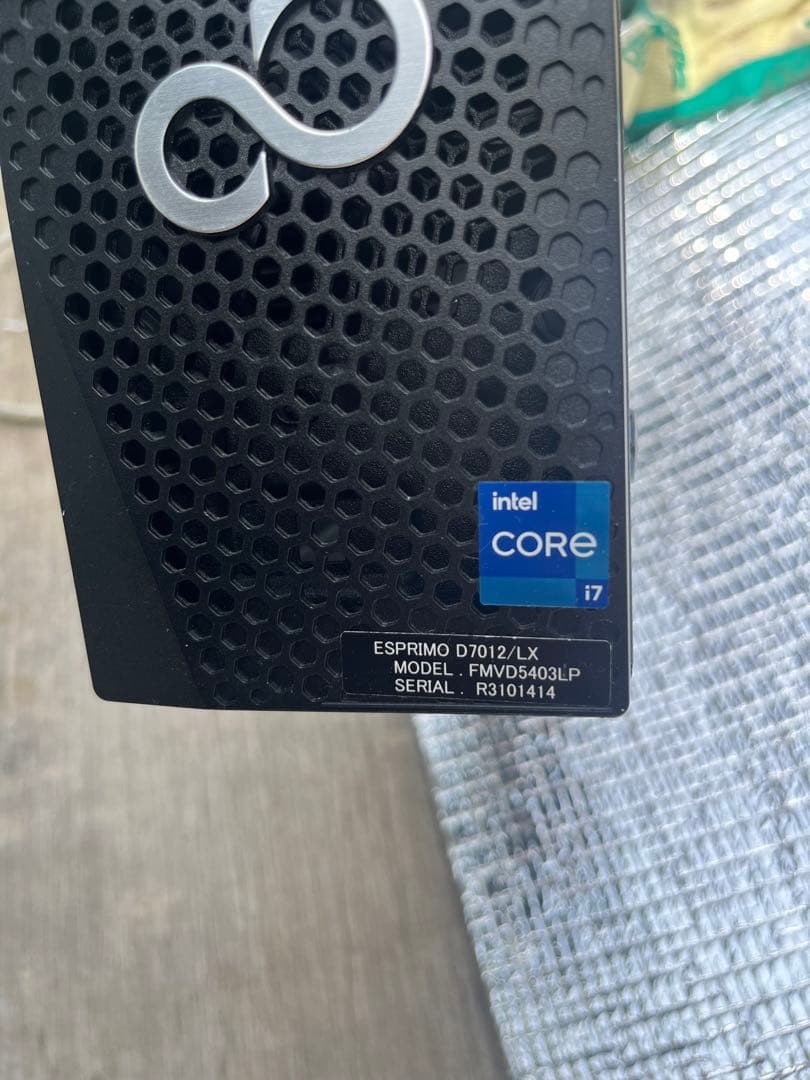 intel
CORe
i7
ESPRIMO D7012/LX
MODEL . FMVD5403LP
SERIAL . R3101414